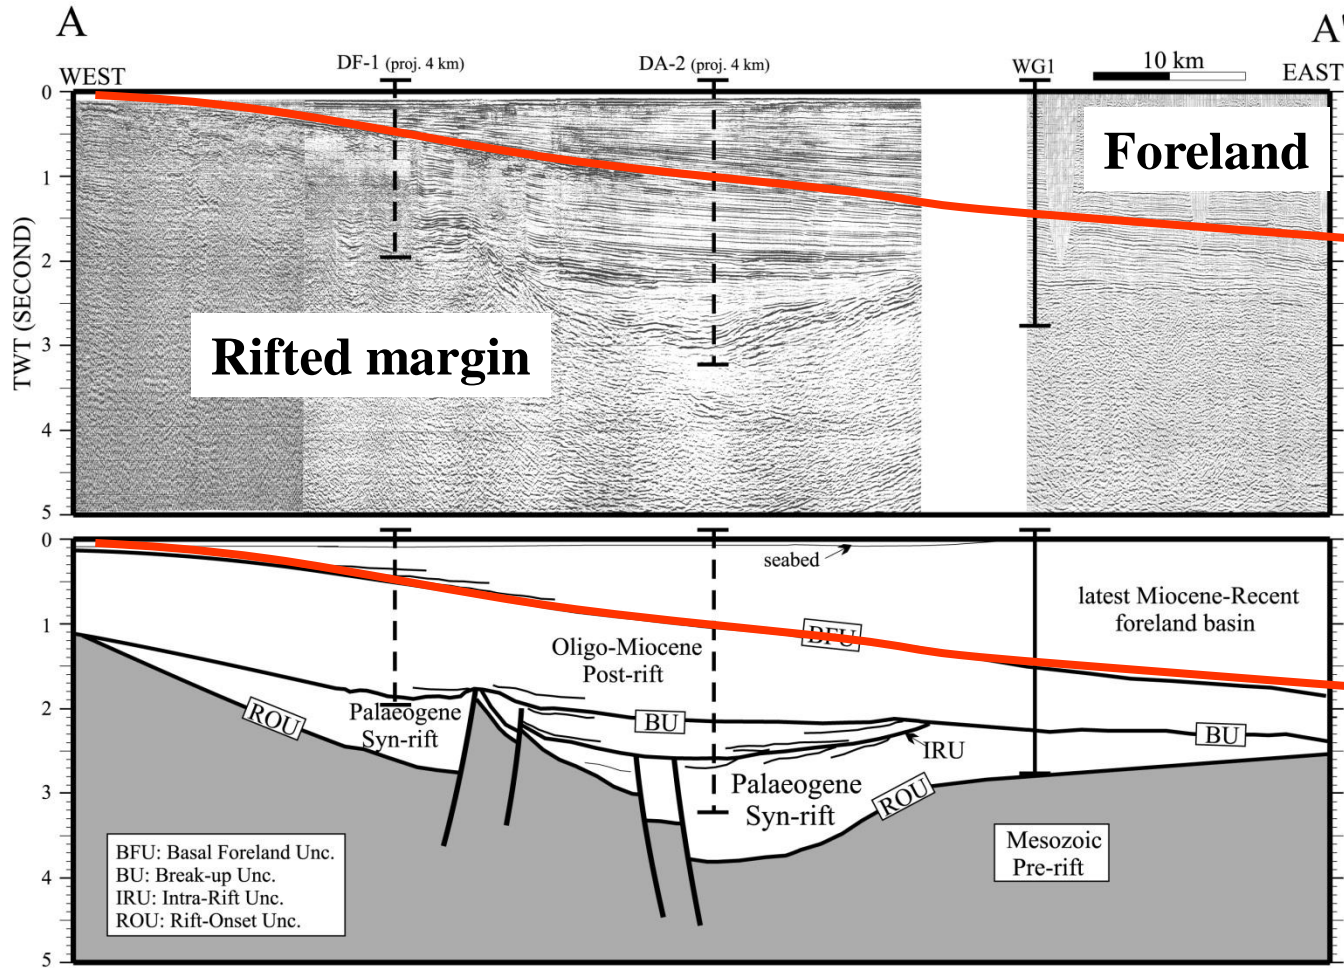 A
A'
WEST
DF-1 (proj. 4 km)
DA-2 (proj. 4 km)
WG1
10 km
EAST
0
1
2
3
4
5
TWT (SECOND)
Foreland
Rifted margin
0
1
2
3
4
5
seabed
latest Miocene-Recent
foreland basin
BFU
Oligo-Miocene
Post-rift
ROU
Palaeogene
Syn-rift
BU
IRU
BU
Palaeogene
Syn-rift
ROU
Mesozoic
Pre-rift
BFU: Basal Foreland Unc.
BU: Break-up Unc.
IRU: Intra-Rift Unc.
ROU: Rift-Onset Unc.